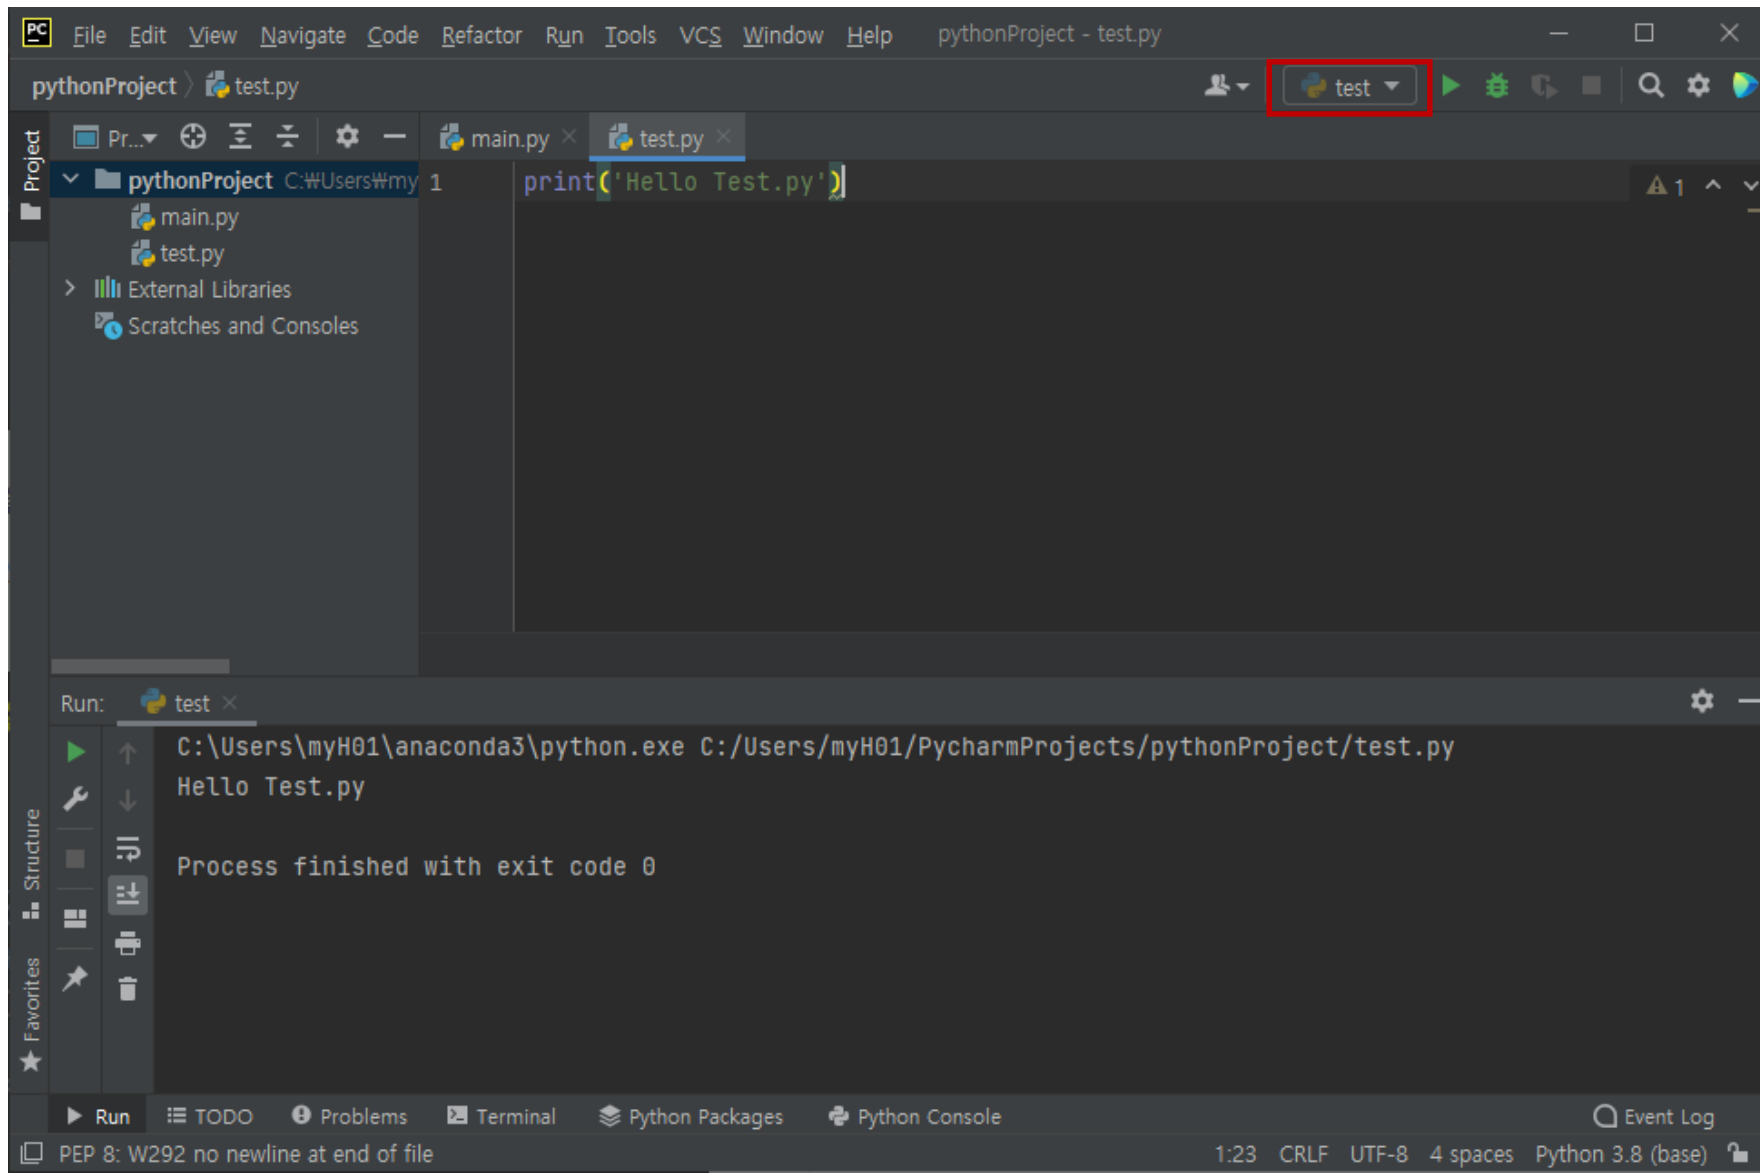 PC File Edit View Navigate Code Refactor Run Tools VCS Window Help pythonProject - test.py
pythonProject test.py test
Project Pr... main.py test.py
pythonProject C:₩Users₩my 1 print('Hello Test.py') 1
main.py
test.py
External Libraries
Scratches and Consoles
Run: test
C:\Users\myH01\anaconda3\python.exe C:/Users/myH01/PycharmProjects/pythonProject/test.py
Hello Test.py
Process finished with exit code 0
Structure
Favorites
Run TODO Problems Terminal Python Packages Python Console Event Log
PEP 8: W292 no newline at end of file 1:23 CRLF UTF-8 4 spaces Python 3.8 (base)